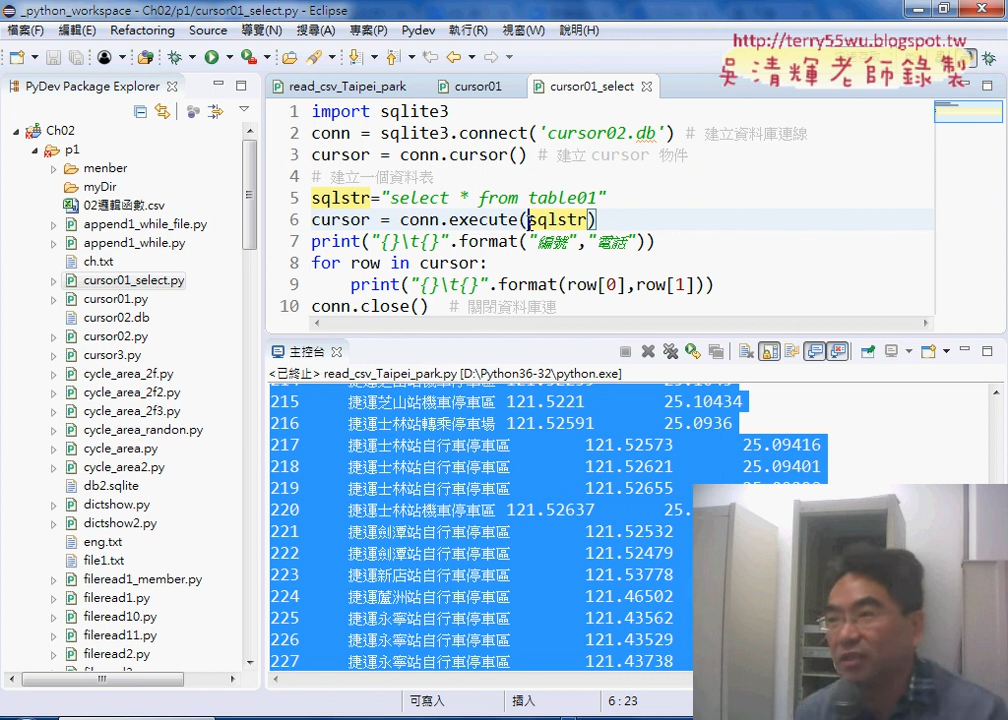 _python_workspace - Ch02/p1/cursor01_select.py - Eclipse
檔案(F) 編輯(E) Refactoring Source 導覽(N) 搜尋(A) 專案(P) Pydev 執行(R) 視窗(W) 說明(H)
http://terry55wu.blogspot.tw
吳清輝老師錄製
PyDev Package Explorer
read_csv_Taipei_park cursor01 cursor01_select
Ch02
p1
menber
myDir
02邏輯函數.csv
append1_while_file.py
append1_while.py
ch.txt
cursor01_select.py
cursor01.py
cursor02.db
cursor02.py
cursor3.py
cycle_area_2f.py
cycle_area_2f2.py
cycle_area_2f3.py
cycle_area_randon.py
cycle_area.py
cycle_area2.py
db2.sqlite
dictshow.py
dictshow2.py
eng.txt
file1.txt
fileread1_member.py
fileread1.py
fileread10.py
fileread11.py
fileread2.py
1 import sqlite3
2 conn = sqlite3.connect('cursor02.db') # 建立資料庫連線
3 cursor = conn.cursor() # 建立 cursor 物件
4 # 建立一個資料表
5 sqlstr="select * from table01"
6 cursor = conn.execute(sqlstr)
7 print("{}\t{}".format("編號","電話"))
8 for row in cursor:
9 print("{}\t{}".format(row[0],row[1]))
10 conn.close() # 關閉資料庫連
主控台
<已終止> read_csv_Taipei_park.py [D:\Python36-32\python.exe]
215 捷運芝山站機車停車區 121.5221 25.10434
216 捷運士林站轉乘停車場 121.52591 25.0936
217 捷運士林站自行車停車區 121.52573 25.09416
218 捷運士林站自行車停車區 121.52621 25.09401
219 捷運士林站自行車停車區 121.52655
220 捷運士林站機車停車區 121.52637 25.
221 捷運劍潭站自行車停車區 121.52532
222 捷運劍潭站自行車停車區 121.52479
223 捷運新店站自行車停車區 121.53778
224 捷運蘆洲站自行車停車區 121.46502
225 捷運永寧站自行車停車區 121.43562
226 捷運永寧站自行車停車區 121.43529
227 捷運永寧站自行車停車區 121.43738
可寫入 插入 6 : 23